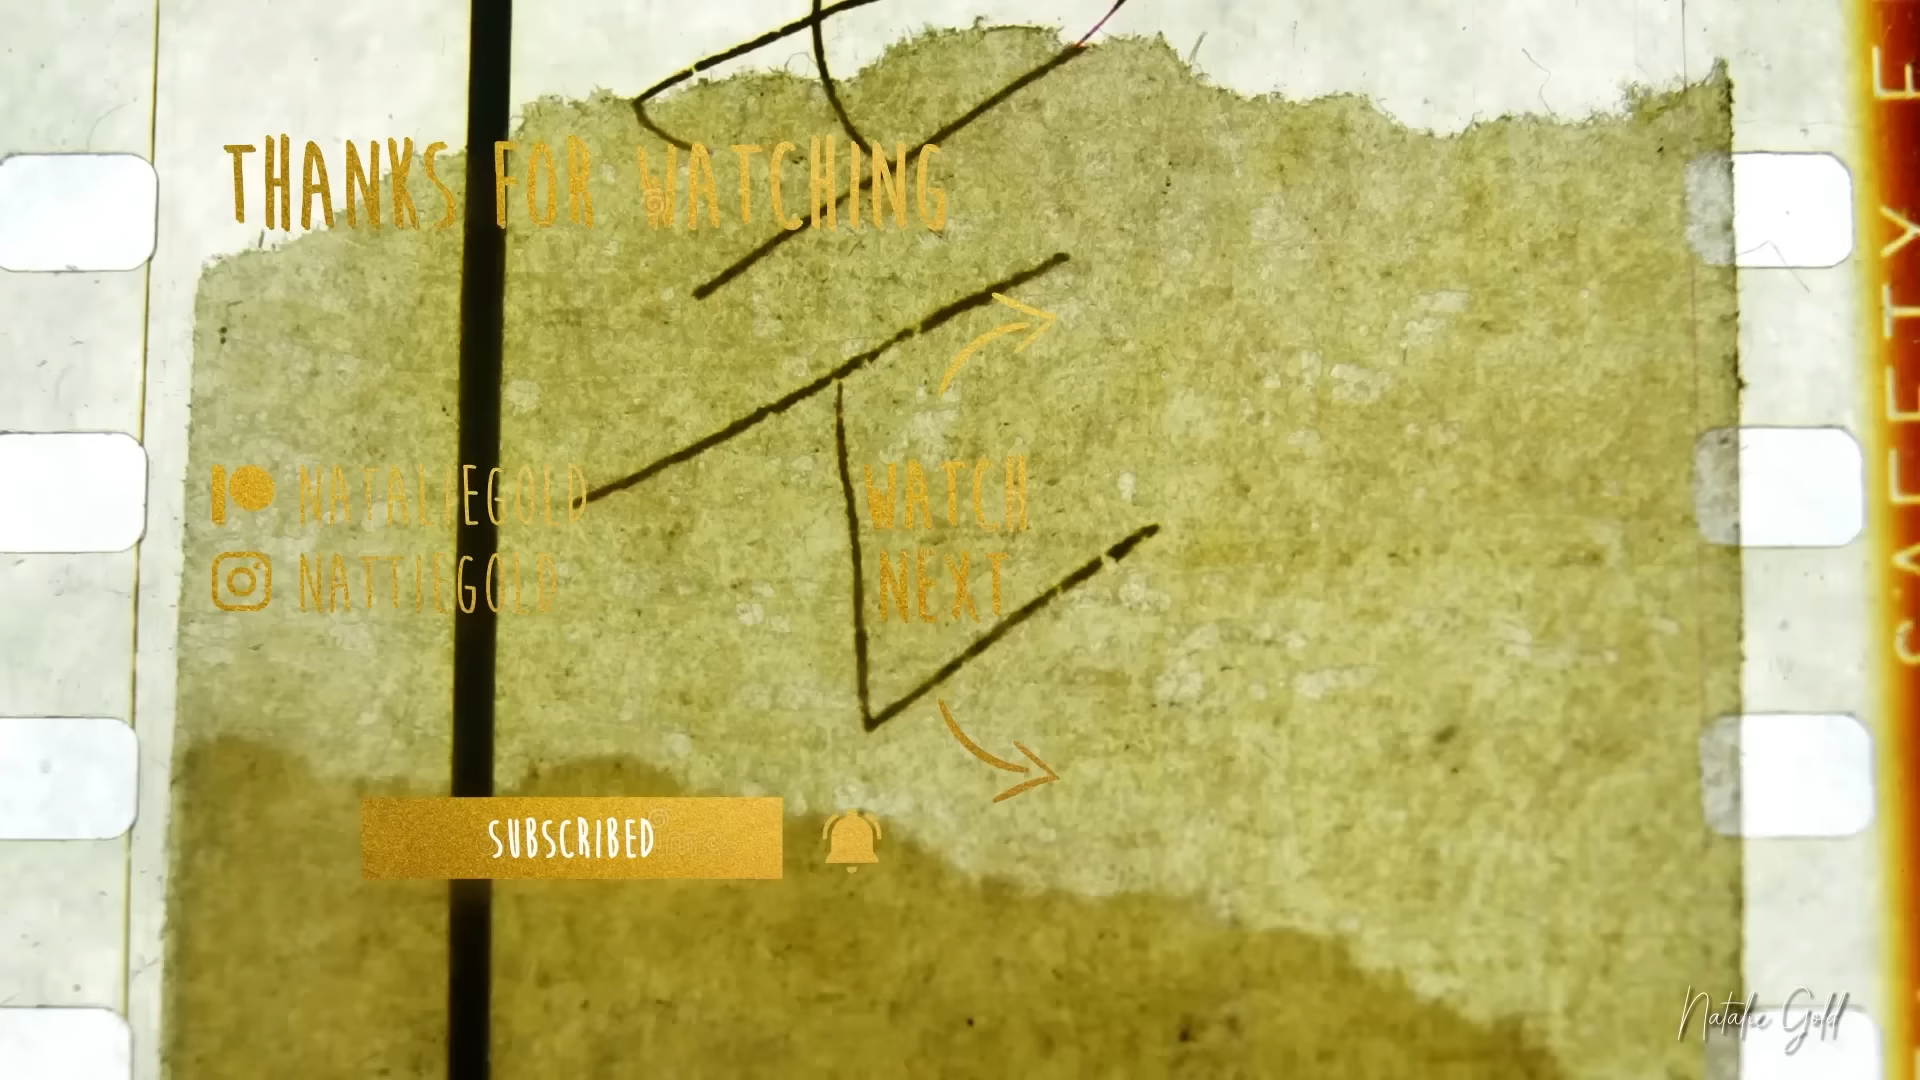 THANKS FOR WATCHING
NATALIEGOLD
NATTIEGOLD
WATCH
NEXT
SUBSCRIBED
Natalie Gold
SAFETY